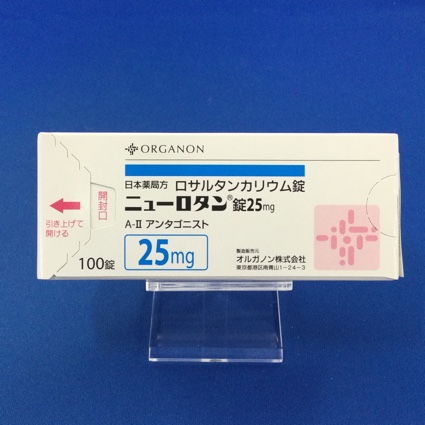 ORGANON
日本薬局方 ロサルタンカリウム錠
ニューロタン®錠25mg
A-II アンタゴニスト
25mg
100錠
開封口
引き上げて
開ける
製造販売元
オルガノン株式会社
東京都港区南青山1-24-3